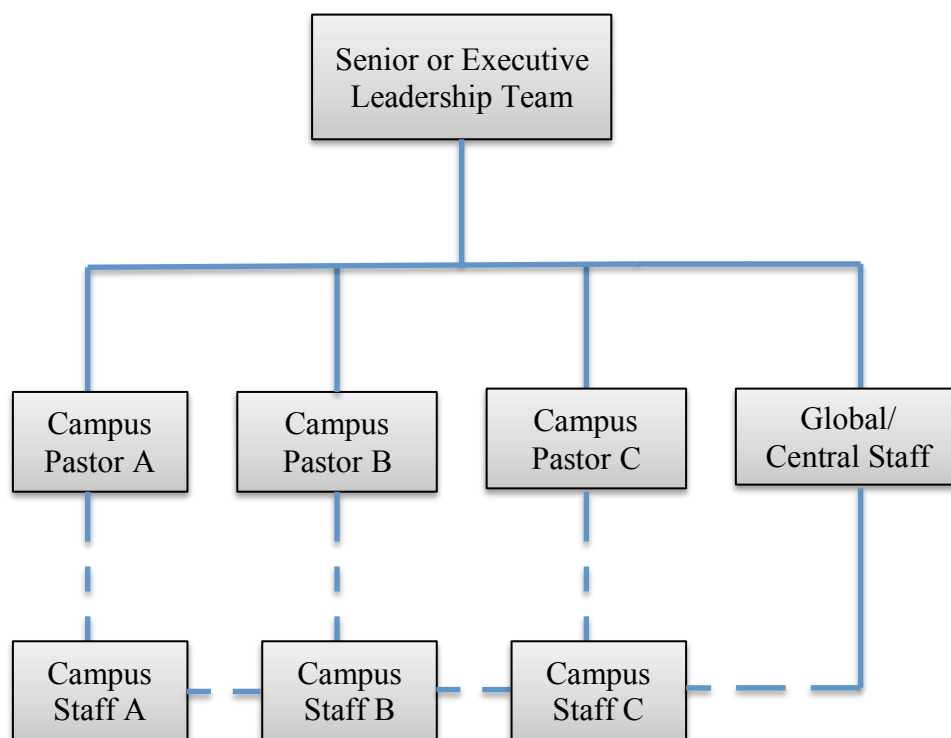 Senior or Executive
Leadership Team
Campus
Pastor A
Campus
Pastor B
Campus
Pastor C
Global/
Central Staff
Campus
Staff A
Campus
Staff B
Campus
Staff C